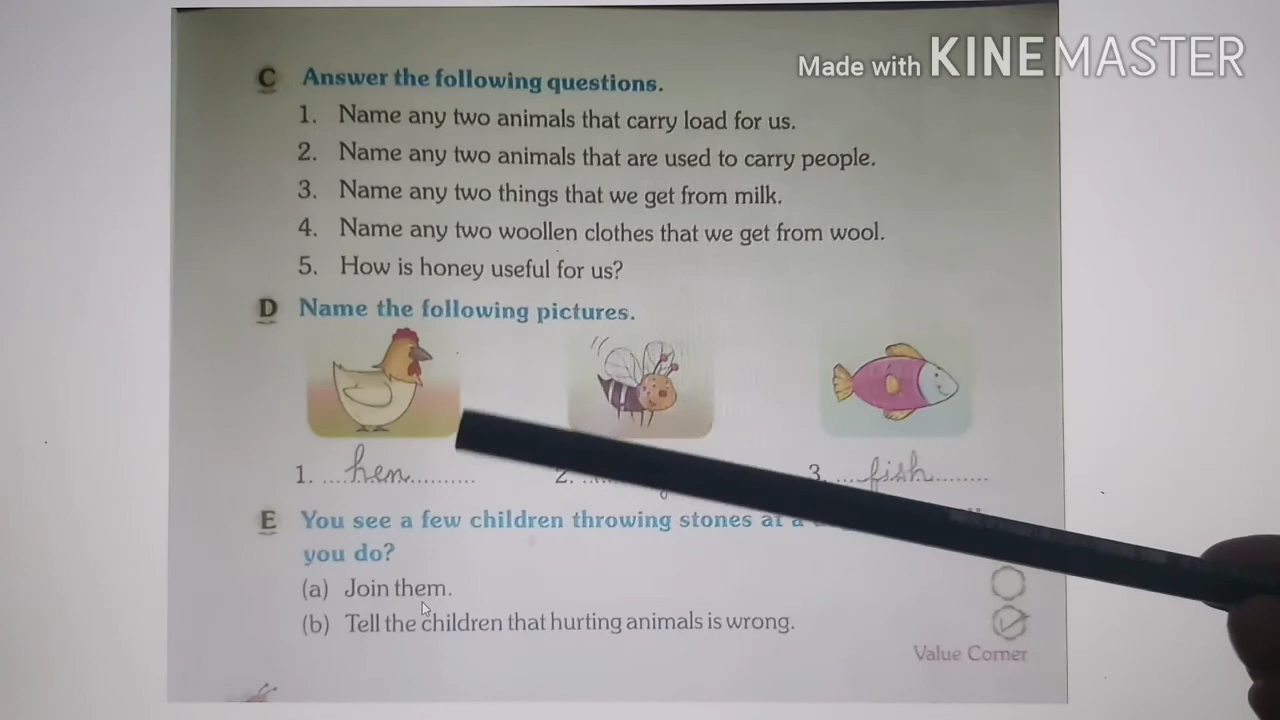 Made with KINEMASTER
C Answer the following questions.
1. Name any two animals that carry load for us.
2. Name any two animals that are used to carry people.
3. Name any two things that we get from milk.
4. Name any two woollen clothes that we get from wool.
5. How is honey useful for us?
D Name the following pictures.
1. ....hen........... 2. .... 3. ....fish.........
E You see a few children throwing stones at a
you do?
(a) Join them.
(b) Tell the children that hurting animals is wrong.
Value Corner